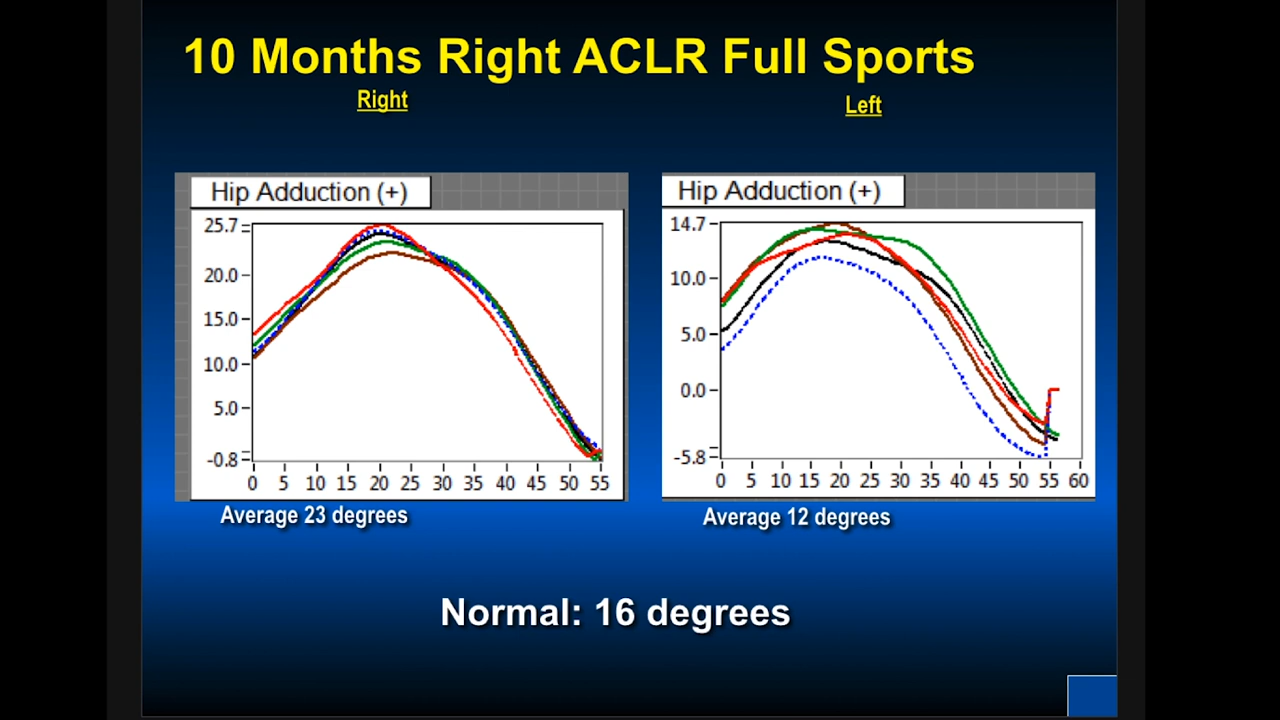 10 Months Right ACLR Full Sports
Right
Left
Hip Adduction (+)
25.7
20.0
15.0
10.0
5.0
-0.8
0 5 10 15 20 25 30 35 40 45 50 55
Average 23 degrees
Hip Adduction (+)
14.7
10.0
5.0
0.0
-5.8
0 5 10 15 20 25 30 35 40 45 50 55 60
Average 12 degrees
Normal: 16 degrees